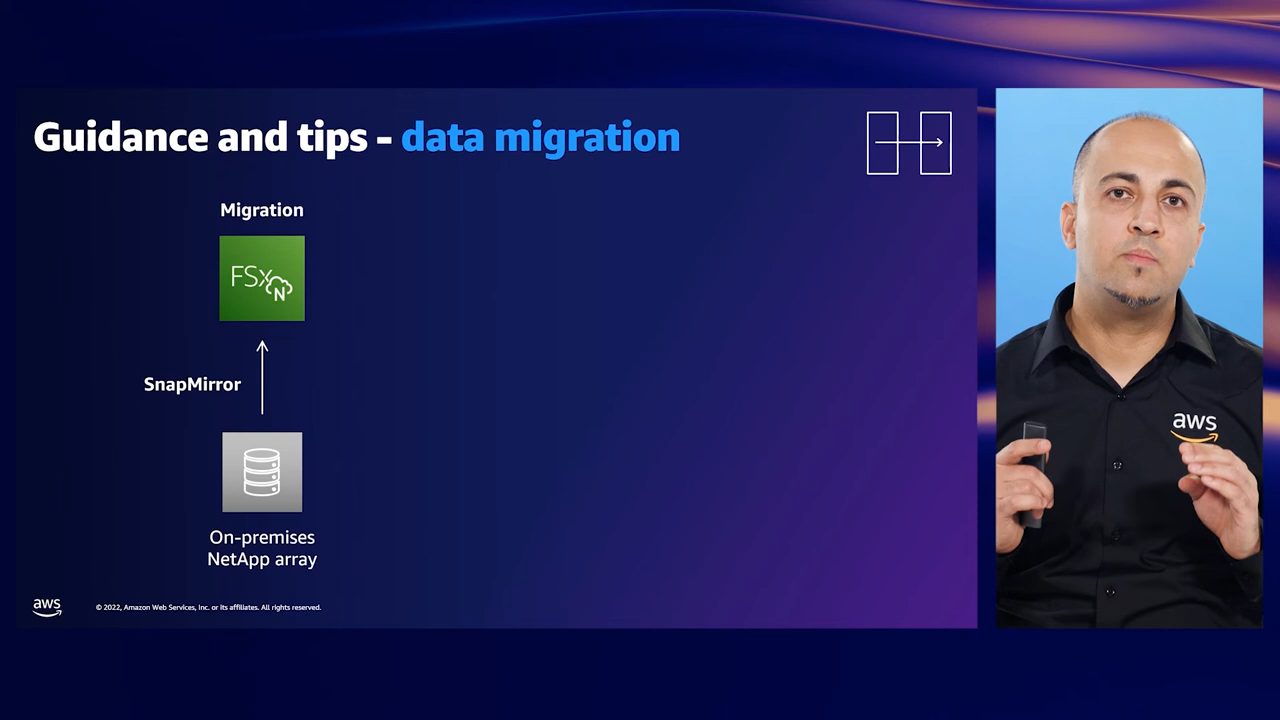 Guidance and tips - data migration
Migration
FSx
N
SnapMirror
On-premises
NetApp array
aws
© 2022, Amazon Web Services, Inc. or its affiliates. All rights reserved.
aws